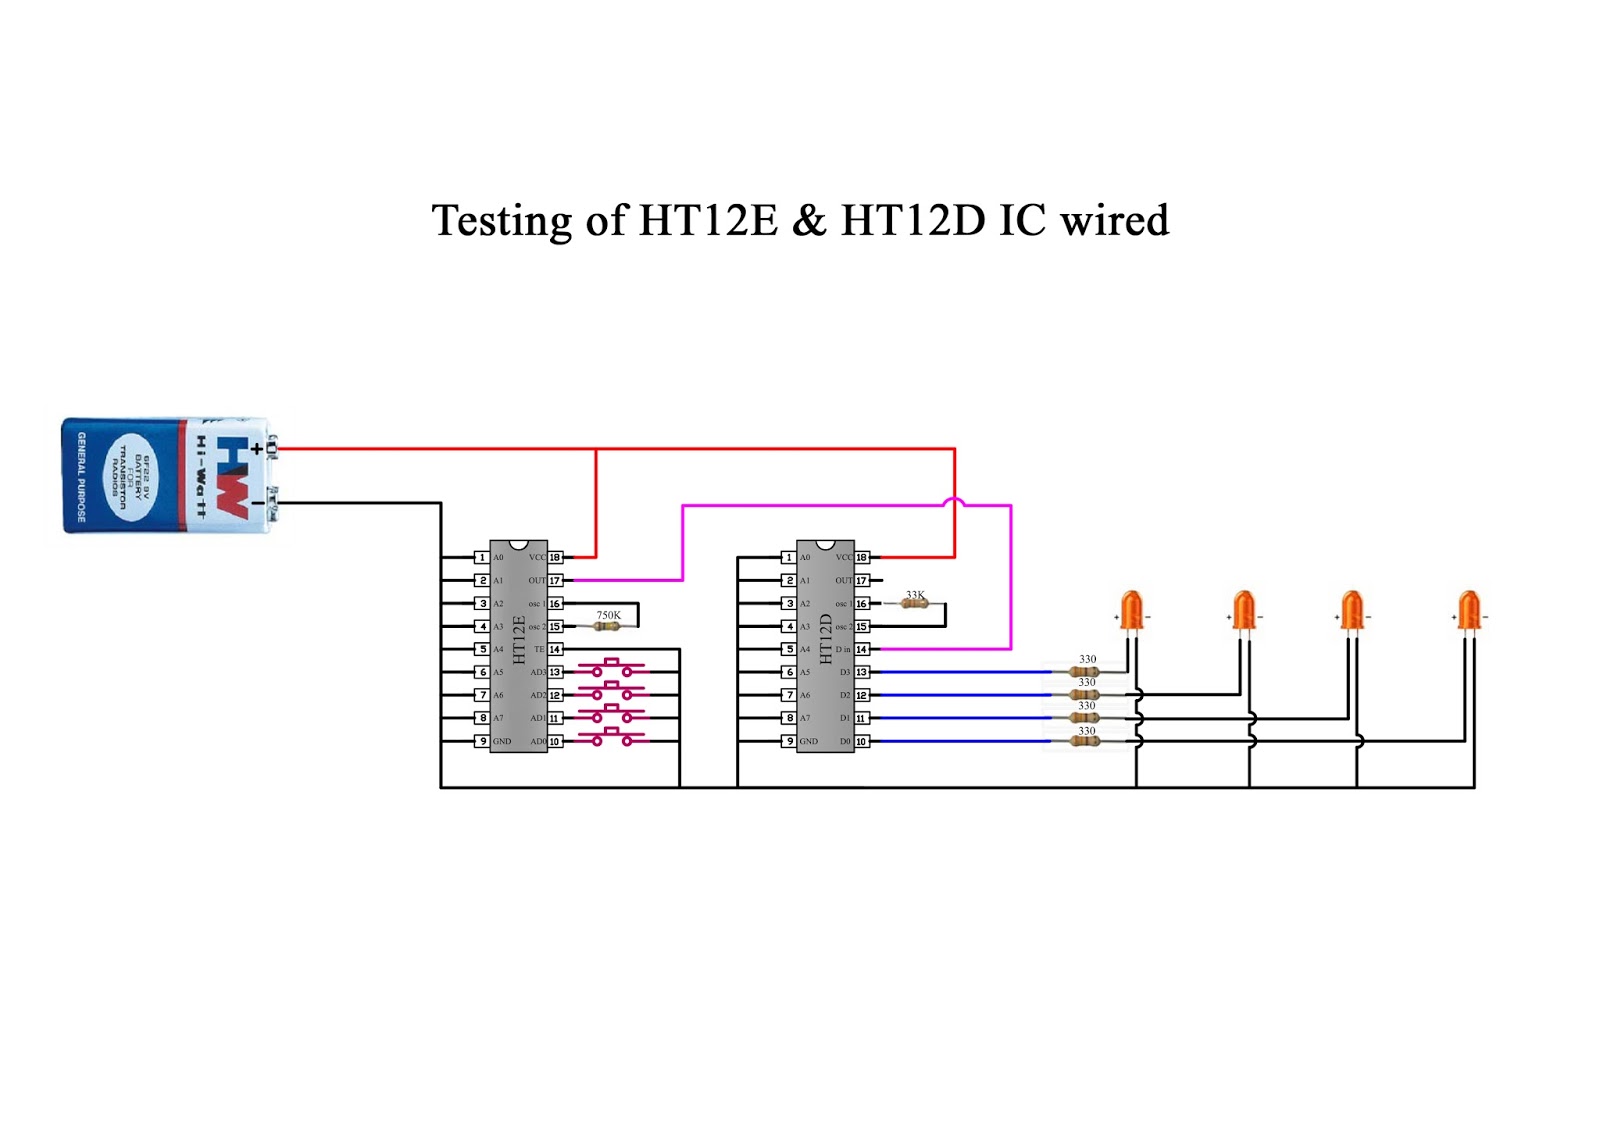 Testing of HT12E & HT12D IC wired
GENERAL PURPOSE
6F22 9V
BATTERY
FOR
TRANSISTOR
RADIOS
Hi-Watt
HW
+
−
HT12E
1 A0 VCC 18
2 A1 OUT 17
3 A2 osc 1 16
4 A3 osc 2 15
5 A4 TE 14
6 A5 AD3 13
7 A6 AD2 12
8 A7 AD1 11
9 GND AD0 10
750K
HT12D
1 A0 VCC 18
2 A1 OUT 17
3 A2 osc 1 16
4 A3 osc 2 15
5 A4 D in 14
6 A5 D3 13
7 A6 D2 12
8 A7 D1 11
9 GND D0 10
33K
330
330
330
330
+ −
+ −
+ −
+ −